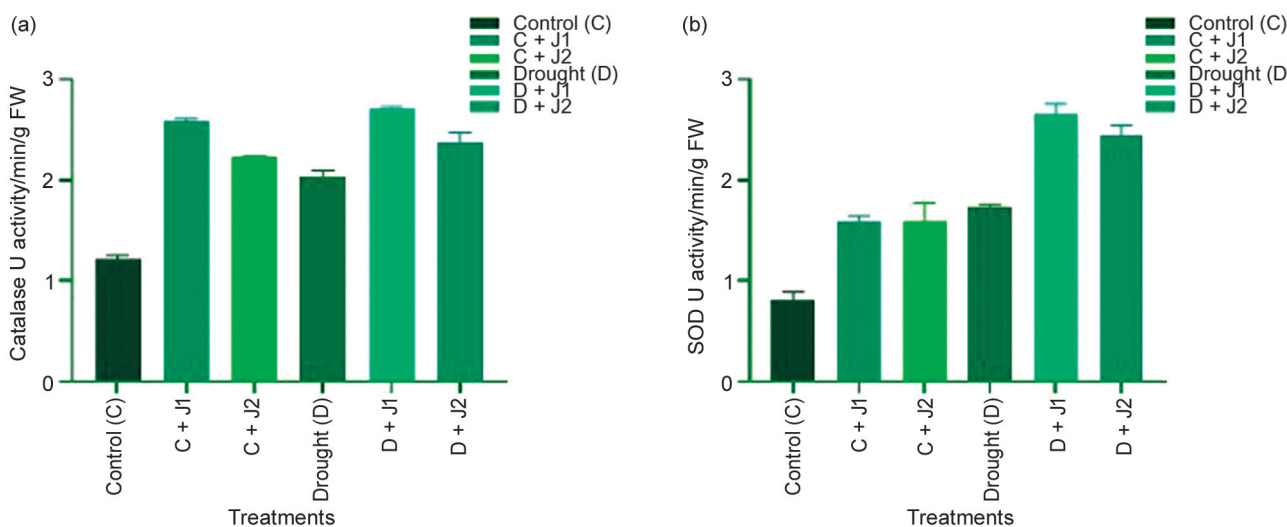 (a)
Control (C)
C + J1
C + J2
Drought (D)
D + J1
D + J2
3
2
1
0
Catalase U activity/min/g FW
Control (C)
C + J1
C + J2
Drought (D)
D + J1
D + J2
Treatments
(b)
Control (C)
C + J1
C + J2
Drought (D
D + J1
D + J2
3
2
1
0
SOD U activity/min/g FW
Control (C)
C + J1
C + J2
Drought (D)
D + J1
D + J2
Treatments